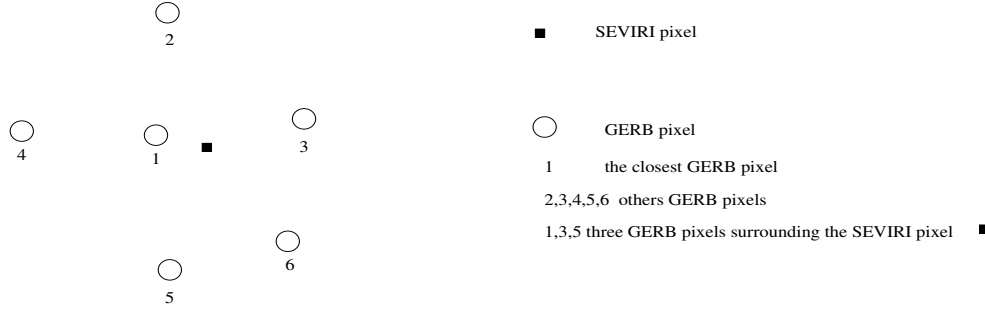 2
SEVIRI pixel
4
1
3
GERB pixel
1 the closest GERB pixel
2,3,4,5,6 others GERB pixels
1,3,5 three GERB pixels surrounding the SEVIRI pixel
6
5